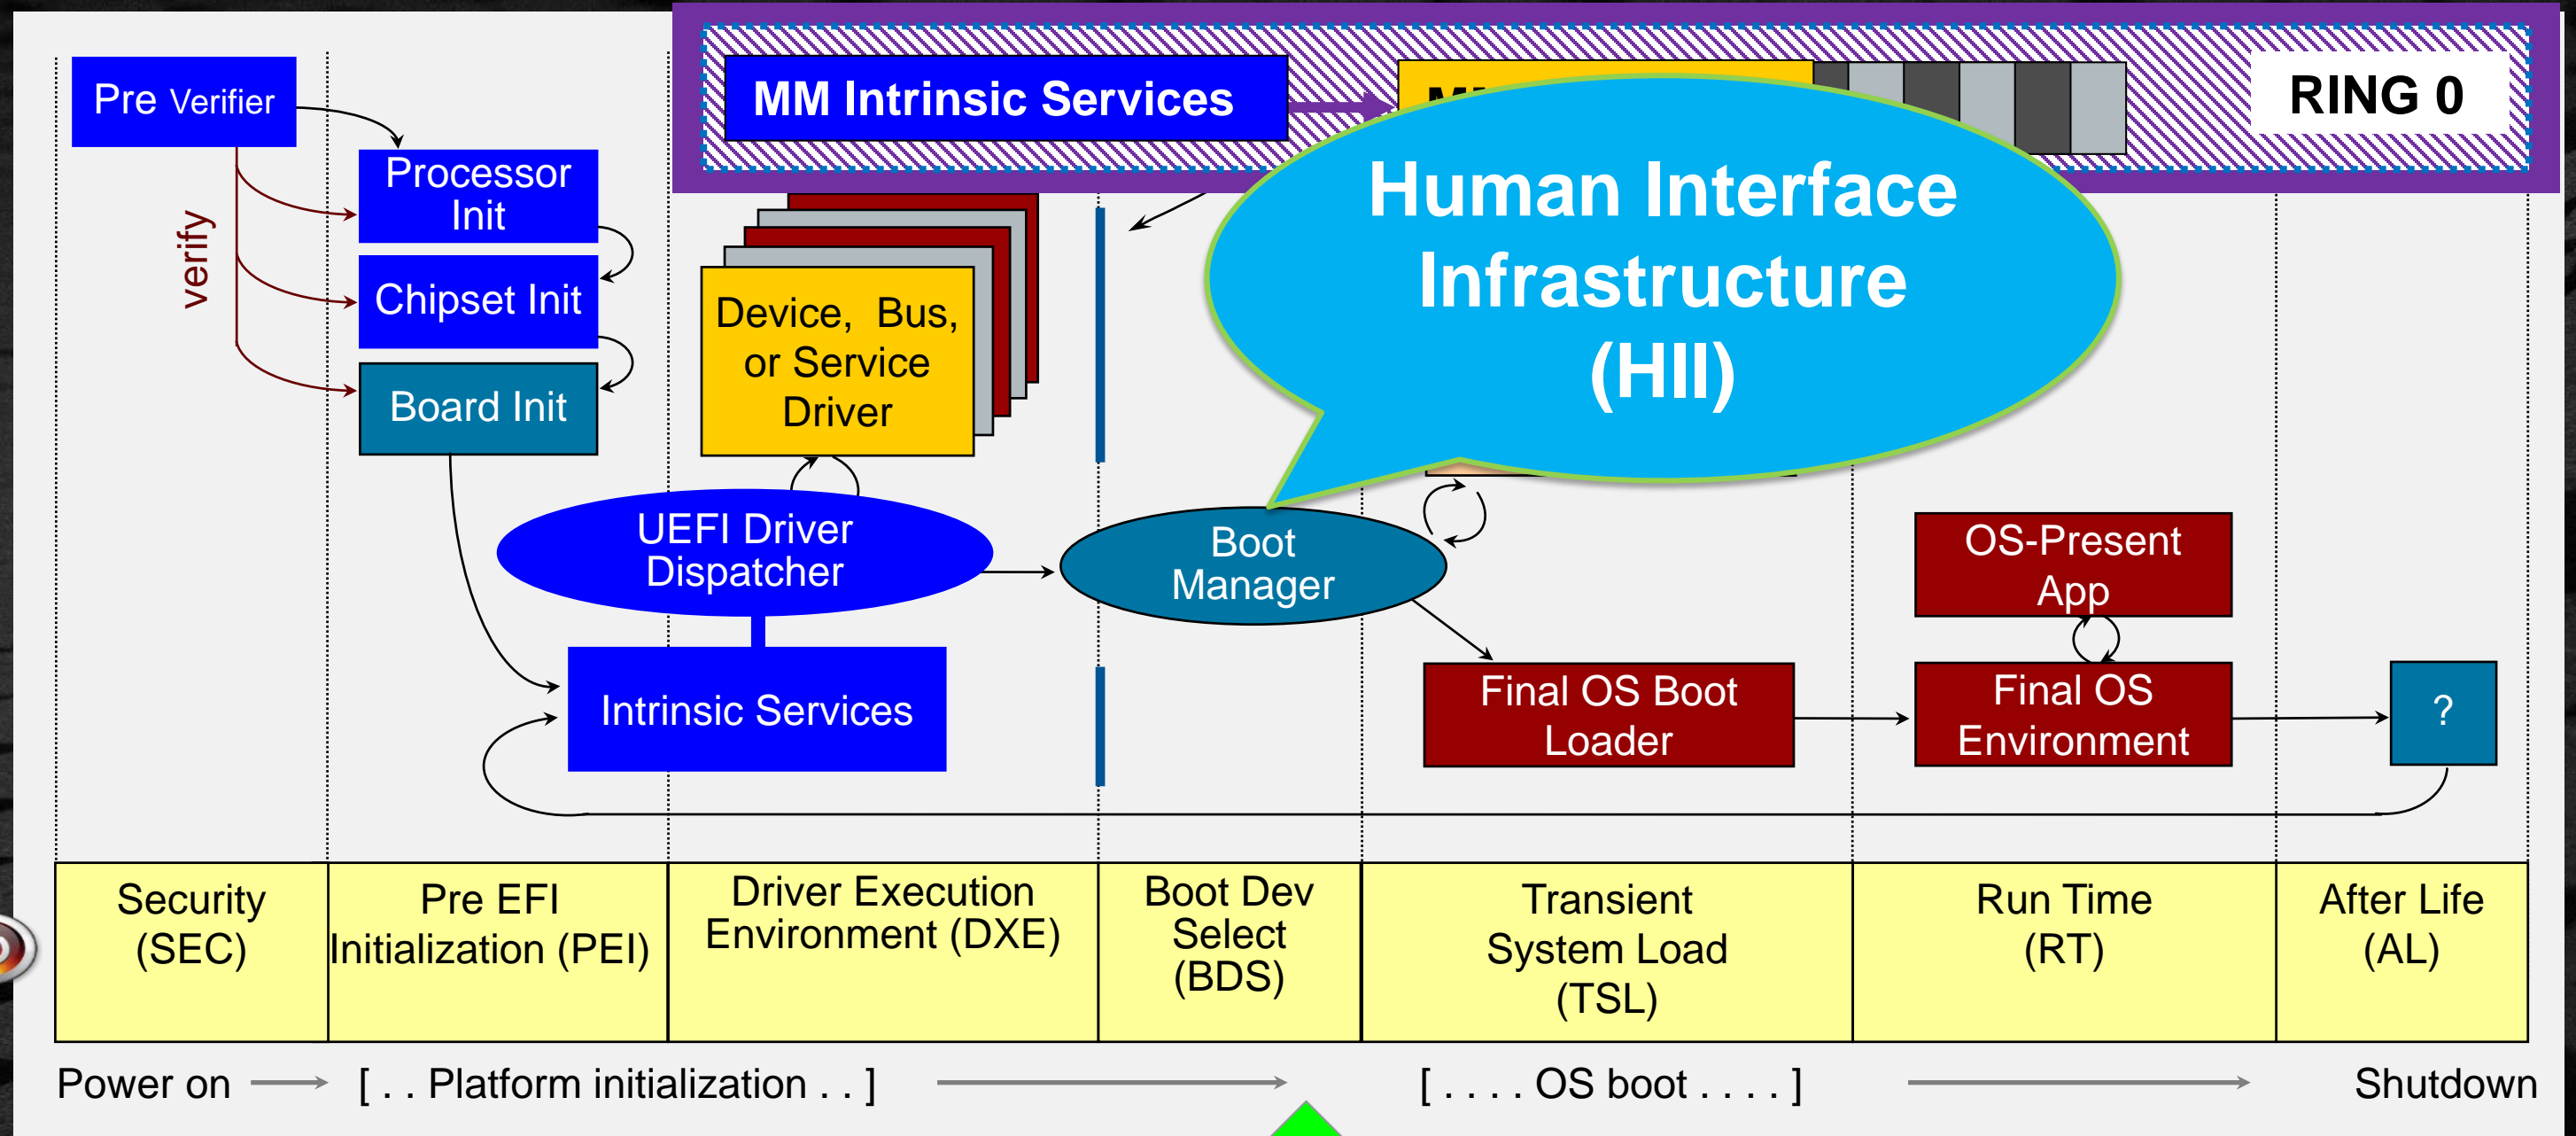 MM Intrinsic Services
RING 0
Pre Verifier
Human Interface
Infrastructure
(HII)
Processor
Init
verify
Chipset Init
Board Init
Device, Bus,
or Service
Driver
UEFI Driver
Dispatcher
Boot
Manager
OS-Present
App
Intrinsic Services
Final OS Boot
Loader
Final OS
Environment
?
Security
(SEC)
Pre EFI
Initialization (PEI)
Driver Execution
Environment (DXE)
Boot Dev
Select
(BDS)
Transient
System Load
(TSL)
Run Time
(RT)
After Life
(AL)
Power on
[ . . Platform initialization . . ]
[ . . . . OS boot . . . . ]
Shutdown